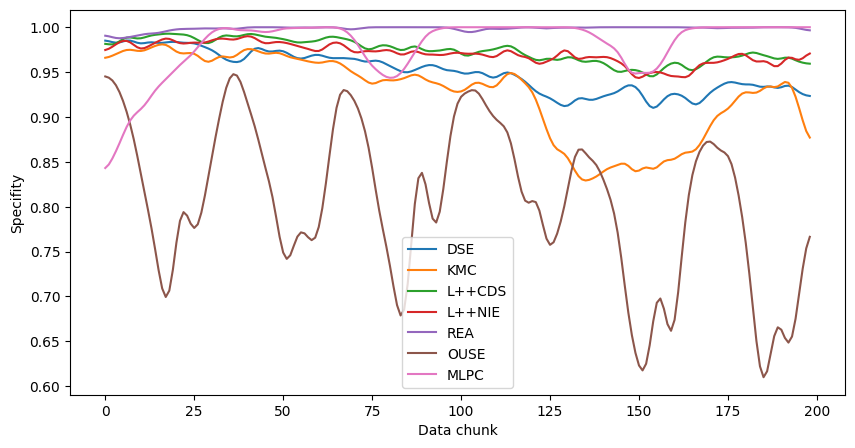 1.00
0.95
0.90
0.85
0.80
0.75
0.70
0.65
0.60
Specifity
DSE
KMC
L++CDS
L++NIE
REA
OUSE
MLPC
0 25 50 75 100 125 150 175 200
Data chunk